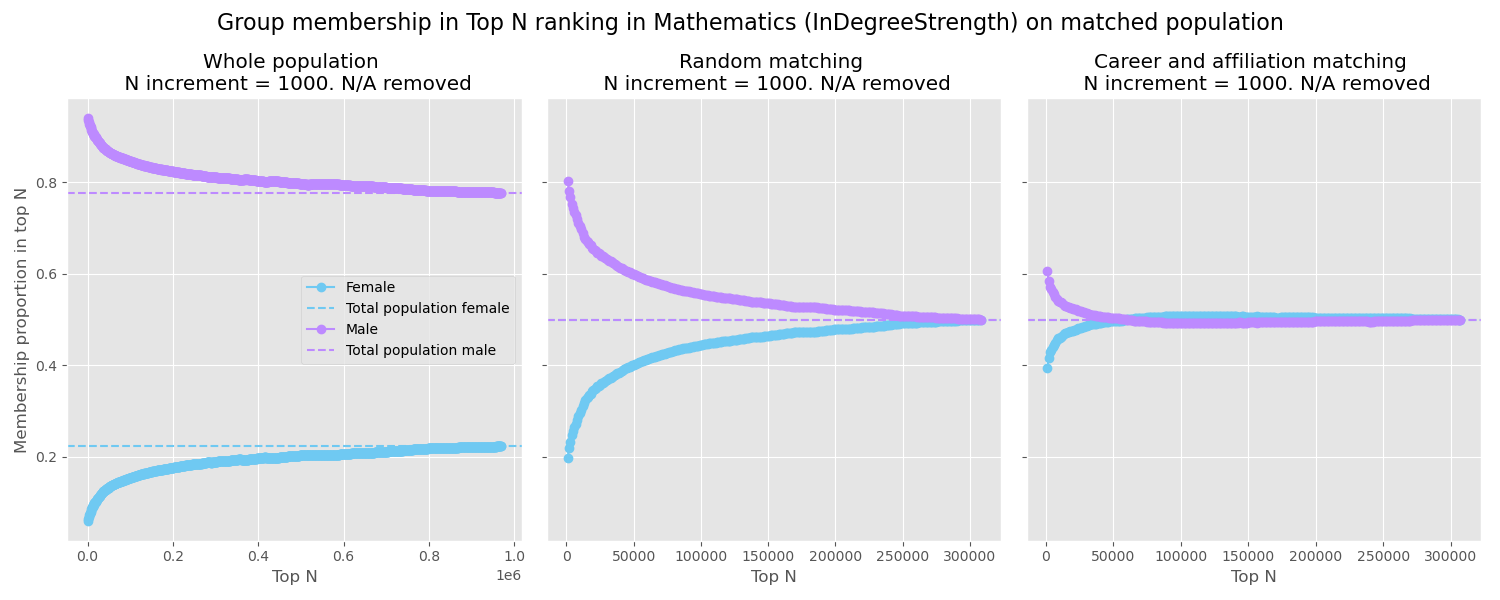 Group membership in Top N ranking in Mathematics (InDegreeStrength) on matched population
Whole population
N increment = 1000. N/A removed
Random matching
N increment = 1000. N/A removed
Career and affiliation matching
N increment = 1000. N/A removed
Membership proportion in top N
0.8
0.6
0.4
0.2
Female
Total population female
Male
Total population male
0.0 0.2 0.4 0.6 0.8 1.0
1e6
Top N
0 50000 100000 150000 200000 250000 300000
Top N
0 50000 100000 150000 200000 250000 300000
Top N